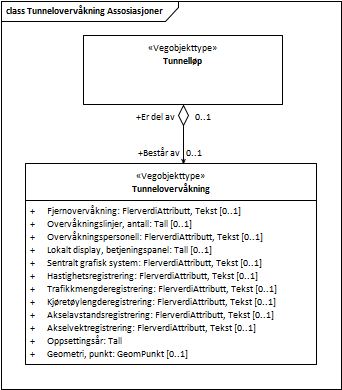 class Tunnelovervåkning Assosiasjoner
«Vegobjekttype»
Tunnelløp
+Er del av 0..1
+Består av 0..1
«Vegobjekttype»
Tunnelovervåkning
+ Fjernovervåkning: FlerverdiAttributt, Tekst [0..1]
+ Overvåkningslinjer, antall: Tall [0..1]
+ Overvåkningspersonell: FlerverdiAttributt, Tekst [0..1]
+ Lokalt display, betjeningspanel: Tall [0..1]
+ Sentralt grafisk system: FlerverdiAttributt, Tekst [0..1]
+ Hastighetsregistrering: FlerverdiAttributt, Tekst [0..1]
+ Trafikkmengderegistrering: FlerverdiAttributt, Tekst [0..1]
+ Kjøretøylengderegistrering: FlerverdiAttributt, Tekst [0..1]
+ Akselavstandsregistrering: FlerverdiAttributt, Tekst [0..1]
+ Akselvektregistrering: FlerverdiAttributt, Tekst [0..1]
+ Oppsettingsår: Tall
+ Geometri, punkt: GeomPunkt [0..1]